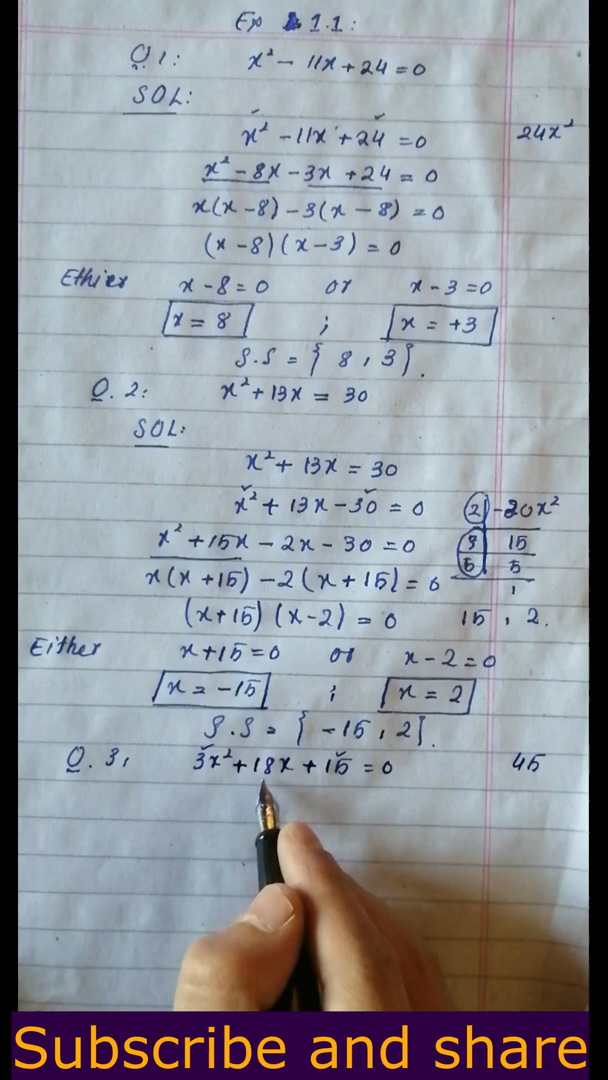 Ex 1.1:
Q1: x² - 11x + 24 = 0
SOL:
x² - 11x + 24 = 0 24x²
x² - 8x - 3x + 24 = 0
x(x - 8) - 3(x - 8) = 0
(x - 8)(x - 3) = 0
Ethier x - 8 = 0 or x - 3 = 0
x = 8 ; x = +3
S.S = { 8 , 3 }.
Q. 2: x² + 13x = 30
SOL:
x² + 13x = 30
x² + 13x - 30 = 0 2 -30x²
x² + 15x - 2x - 30 = 0 3 15
x(x + 15) - 2(x + 15) = 0 5 5
1
(x + 15)(x - 2) = 0 15 , 2.
Either x + 15 = 0 or x - 2 = 0
x = -15 ; x = 2
S.S = { -15 , 2 }.
Q. 3, 3x² + 18x + 15 = 0 45
Subscribe and share